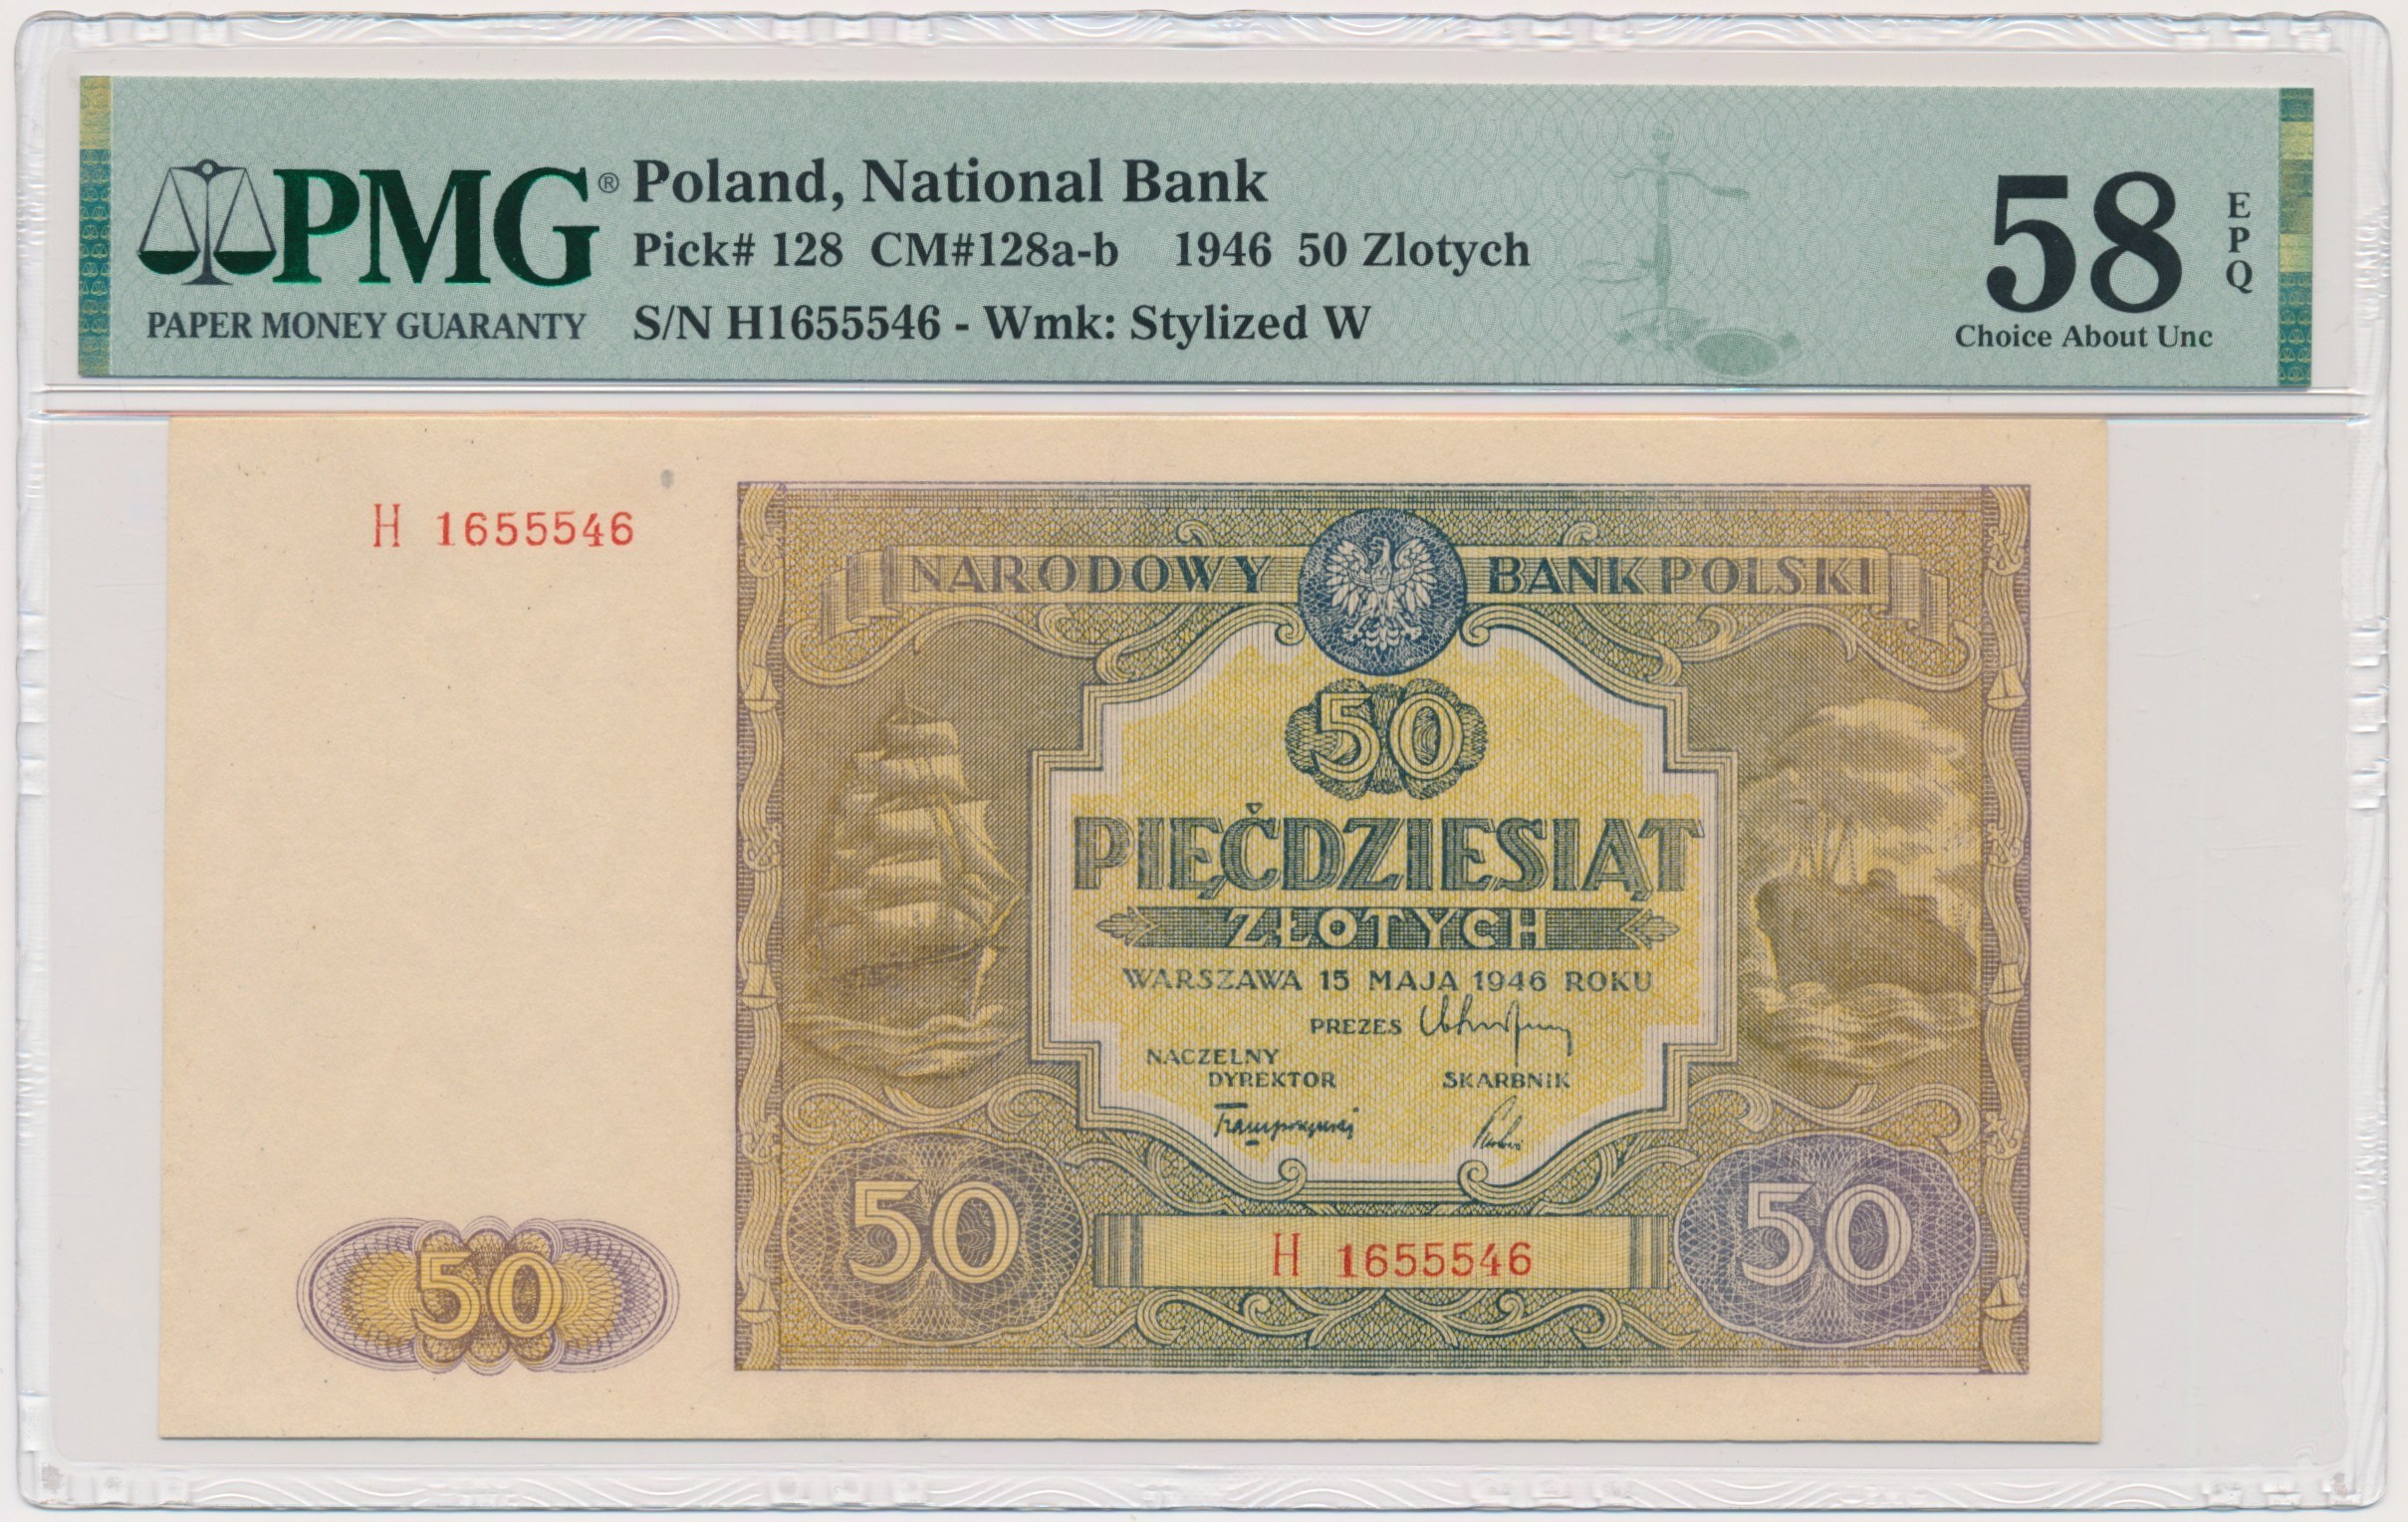 PMG®
PAPER MONEY GUARANTY
Poland, National Bank
Pick# 128 CM#128a-b 1946 50 Zlotych
S/N H1655546 - Wmk: Stylized W
58
EPQ
Choice About Unc
H 1655546
NARODOWY BANK POLSKI
50
PIĘĆDZIESIĄT
ZŁOTYCH
WARSZAWA 15 MAJA 1946 ROKU
PREZES
NACZELNY
DYREKTOR SKARBNIK
50 50
H 1655546
50